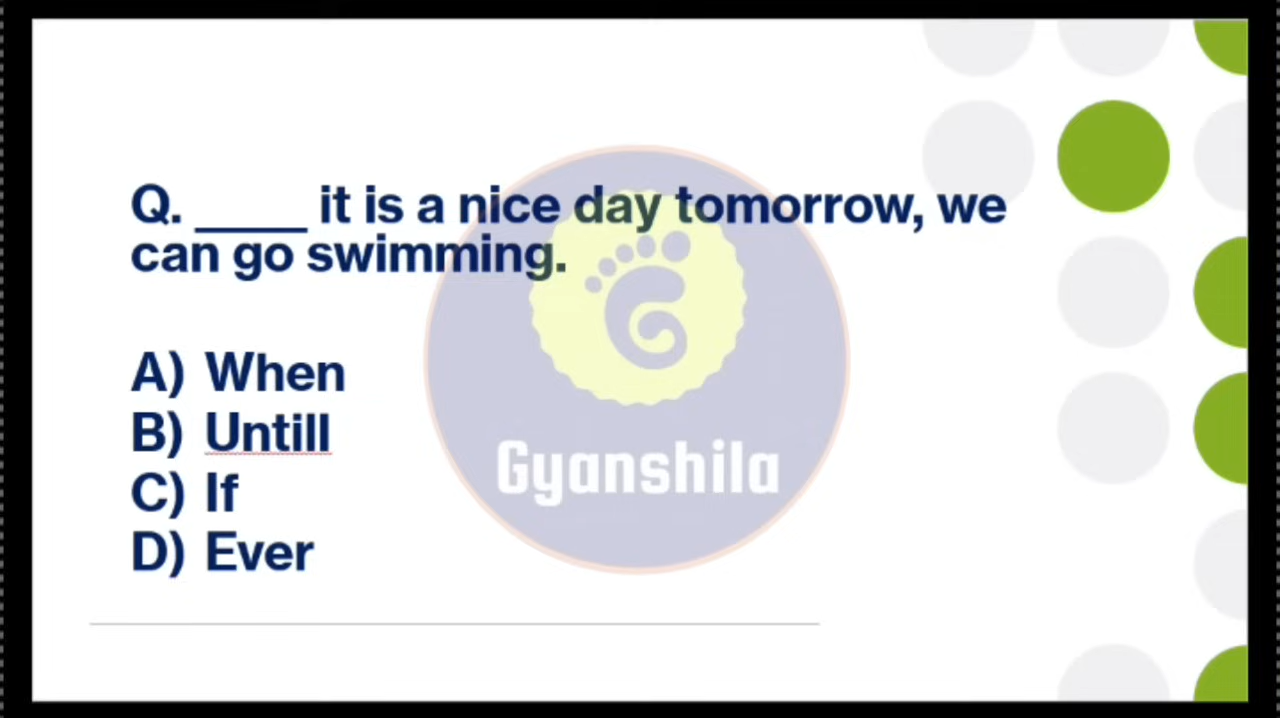 Q. _____ it is a nice day tomorrow, we
can go swimming.
A) When
B) Untill
C) If
D) Ever
Gyanshila